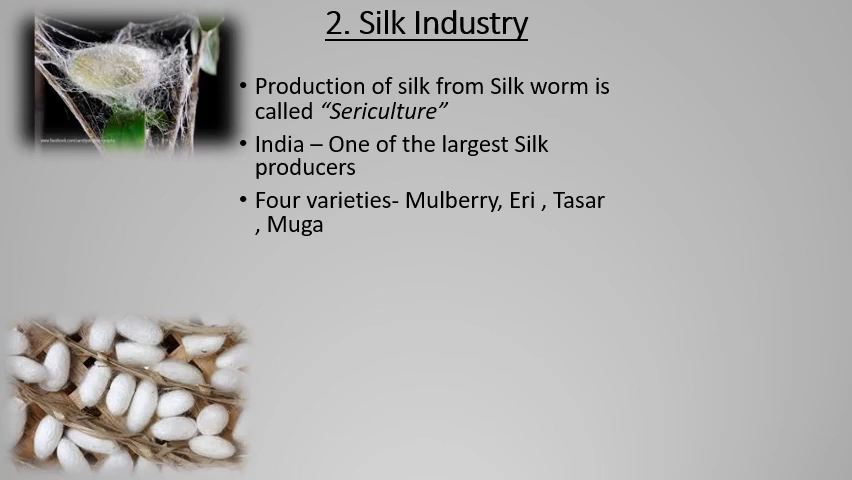 2. Silk Industry
• Production of silk from Silk worm is
called “Sericulture”
• India – One of the largest Silk
producers
• Four varieties- Mulberry, Eri , Tasar
, Muga